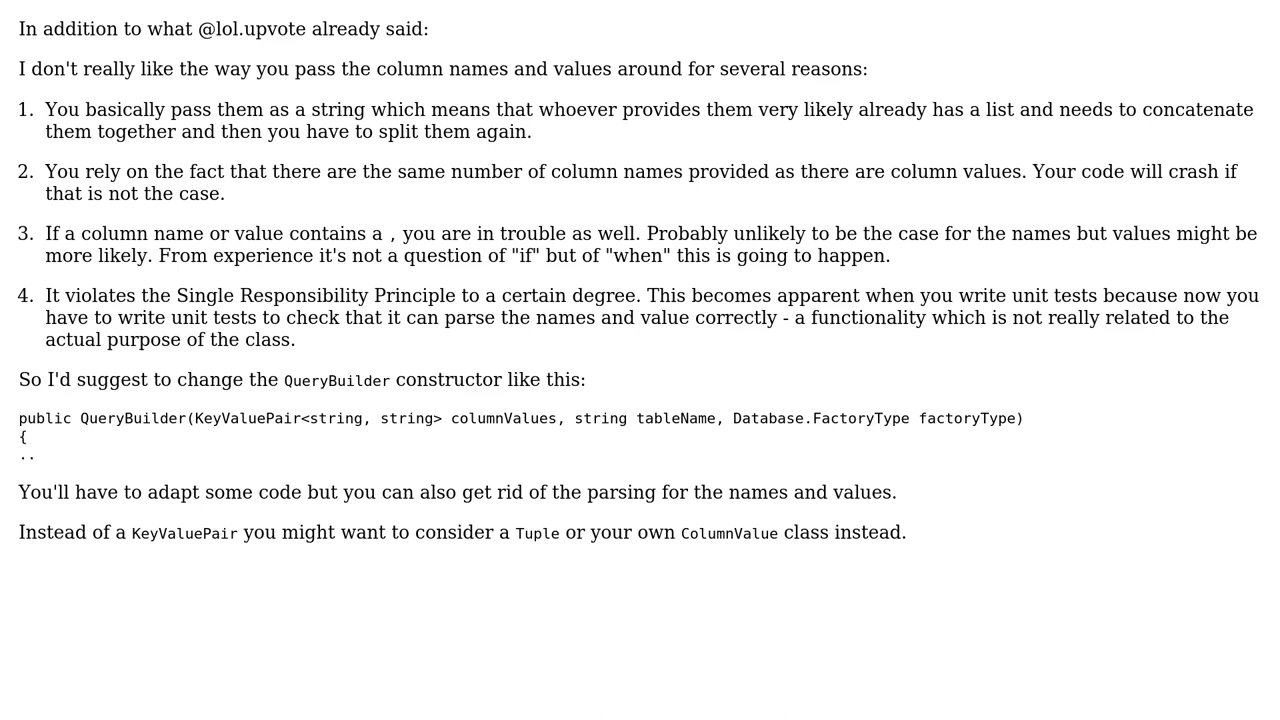 In addition to what @lol.upvote already said:
I don't really like the way you pass the column names and values around for several reasons:
1. You basically pass them as a string which means that whoever provides them very likely already has a list and needs to concatenate
them together and then you have to split them again.
2. You rely on the fact that there are the same number of column names provided as there are column values. Your code will crash if
that is not the case.
3. If a column name or value contains a , you are in trouble as well. Probably unlikely to be the case for the names but values might be
more likely. From experience it's not a question of "if" but of "when" this is going to happen.
4. It violates the Single Responsibility Principle to a certain degree. This becomes apparent when you write unit tests because now you
have to write unit tests to check that it can parse the names and value correctly - a functionality which is not really related to the
actual purpose of the class.
So I'd suggest to change the QueryBuilder constructor like this:
public QueryBuilder(KeyValuePair<string, string> columnValues, string tableName, Database.FactoryType factoryType)
{
..
You'll have to adapt some code but you can also get rid of the parsing for the names and values.
Instead of a KeyValuePair you might want to consider a Tuple or your own ColumnValue class instead.